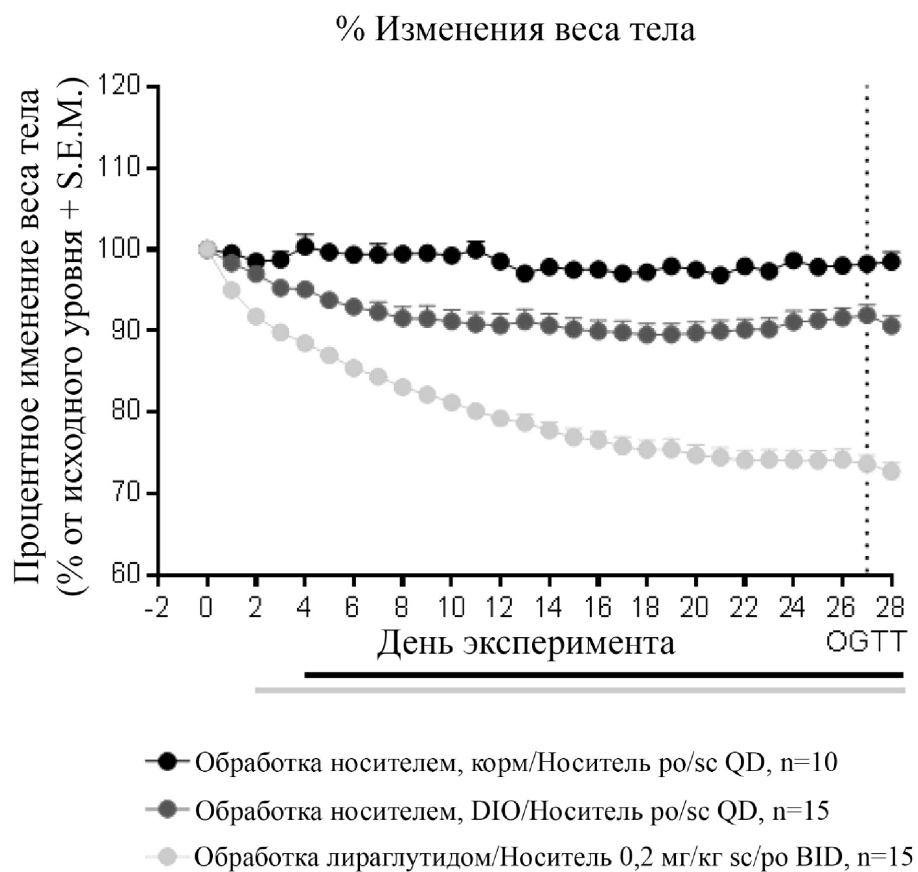 % Изменения веса тела
Процентное именение веса тела
(% от исходного уровня + S.E.M.)
120
110
100
90
80
70
60
-2 0 2 4 6 8 10 12 14 16 18 20 22 24 26 28
День эксперимента OGTT
Обработка носителем, корм/Носитель po/sc QD, n=10
Обработка носителем, DIO/Носитель po/sc QD, n=15
Обработка лираглутидом/Носитель 0,2 мг/кг sc/po BID, n=15